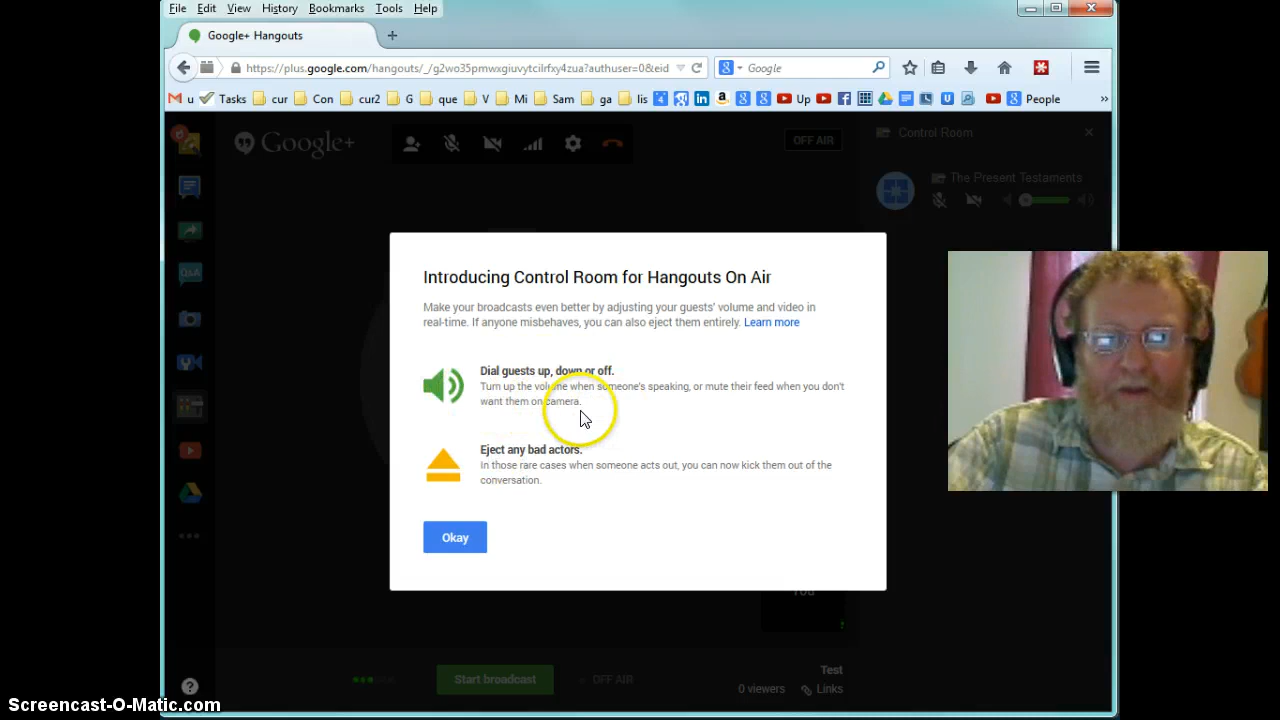 File Edit View History Bookmarks Tools Help
Google+ Hangouts
https://plus.google.com/hangouts/_/g2wo35pmwxgiuvytcilrfxy4zua?authuser=0&eid
Google
u Tasks cur Con cur2 G que V Mi Sam ga lis Up People
Google+
OFF AIR
Control Room
The Present Testaments
Q&A
Introducing Control Room for Hangouts On Air
Make your broadcasts even better by adjusting your guests' volume and video in
real-time. If anyone misbehaves, you can also eject them entirely. Learn more
Dial guests up, down or off.
Turn up the volume when someone's speaking, or mute their feed when you don't
want them on camera.
Eject any bad actors.
In those rare cases when someone acts out, you can now kick them out of the
conversation.
Okay
You
Start broadcast
OFF AIR
Test
0 viewers
Links
Screencast-O-Matic.com